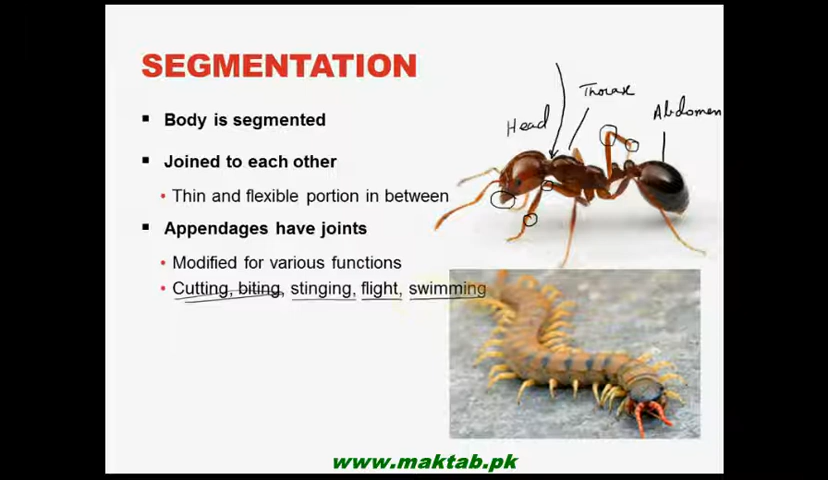 SEGMENTATION
Body is segmented
Joined to each other
Thin and flexible portion in between
Appendages have joints
Modified for various functions
Cutting, biting, stinging, flight, swimming
Head
Thorax
Abdomen
www.maktab.pk